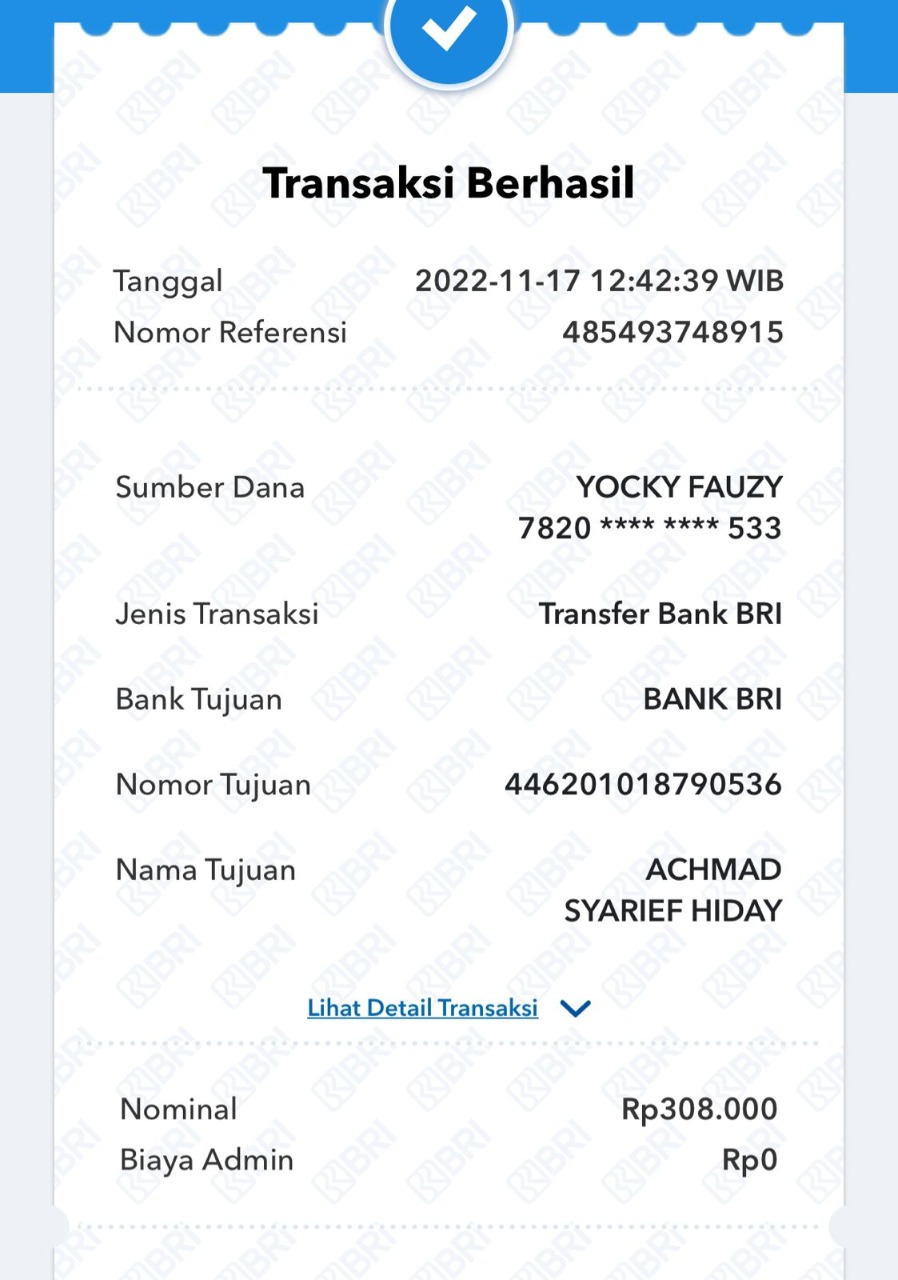 Transaksi Berhasil
Tanggal 2022-11-17 12:42:39 WIB
Nomor Referensi 485493748915
Sumber Dana YOCKY FAUZY
7820 **** **** 533
Jenis Transaksi Transfer Bank BRI
Bank Tujuan BANK BRI
Nomor Tujuan 446201018790536
Nama Tujuan ACHMAD
SYARIEF HIDAY
Lihat Detail Transaksi
Nominal Rp308.000
Biaya Admin Rp0